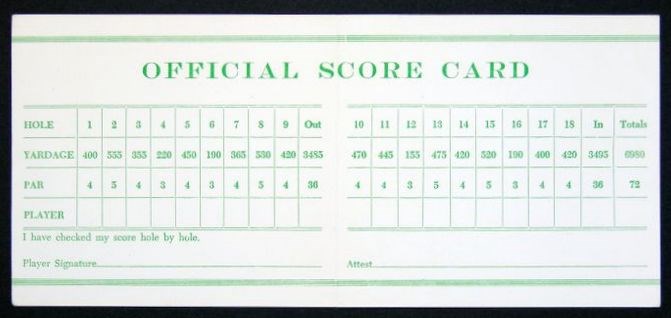 OFFICIAL SCORE CARD
HOLE 1 2 3 4 5 6 7 8 9 Out 10 11 12 13 14 15 16 17 18 In Totals
YARDAGE 400 555 355 220 450 190 365 530 420 3485 470 445 155 475 420 520 190 400 420 3495 6980
PAR 4 5 4 3 4 3 4 5 4 36 4 4 3 5 4 5 3 4 4 36 72
PLAYER
I have checked my score hole by hole.
Player Signature Attest